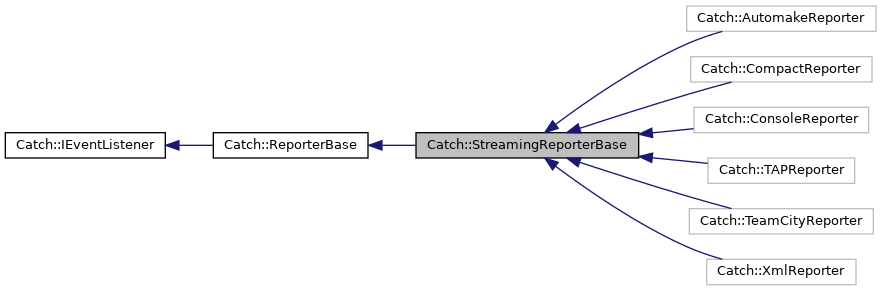 Catch::AutomakeReporter
Catch::CompactReporter
Catch::ConsoleReporter
Catch::IEventListener
Catch::ReporterBase
Catch::StreamingReporterBase
Catch::TAPReporter
Catch::TeamCityReporter
Catch::XmlReporter